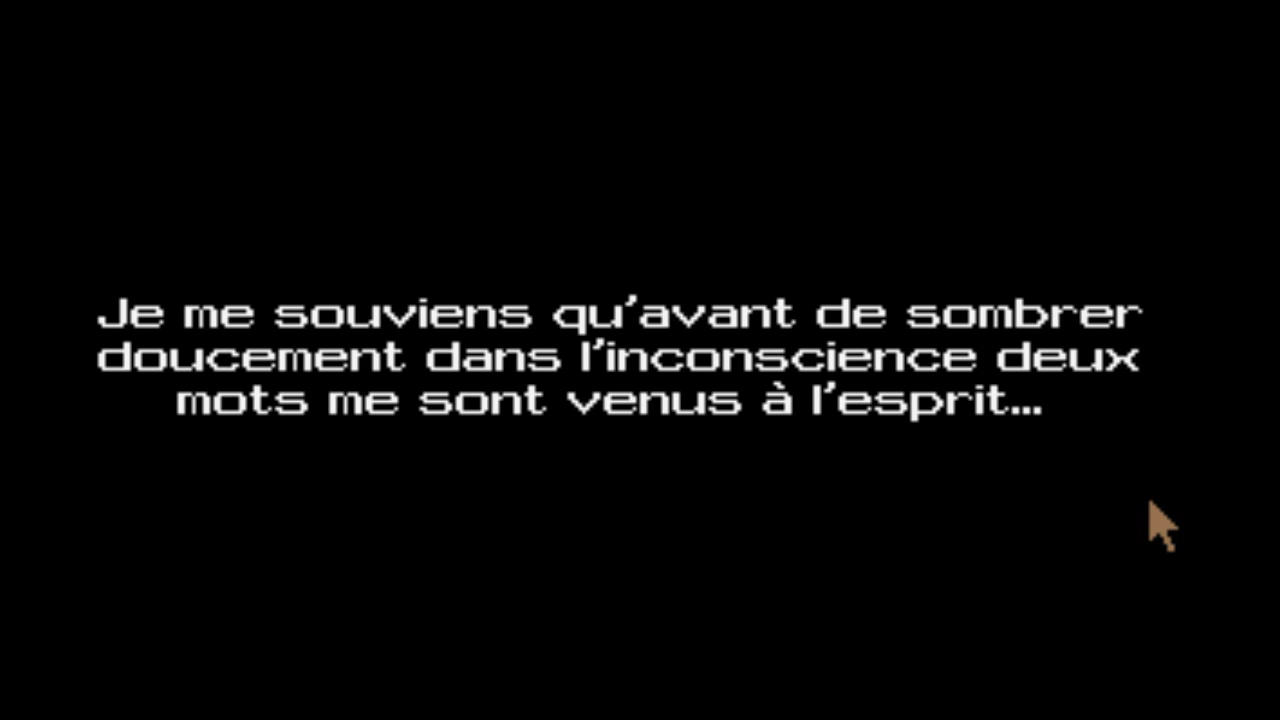 Je me souviens qu'avant de sombrer
doucement dans l'inconscience deux
mots me sont venus à l'esprit...